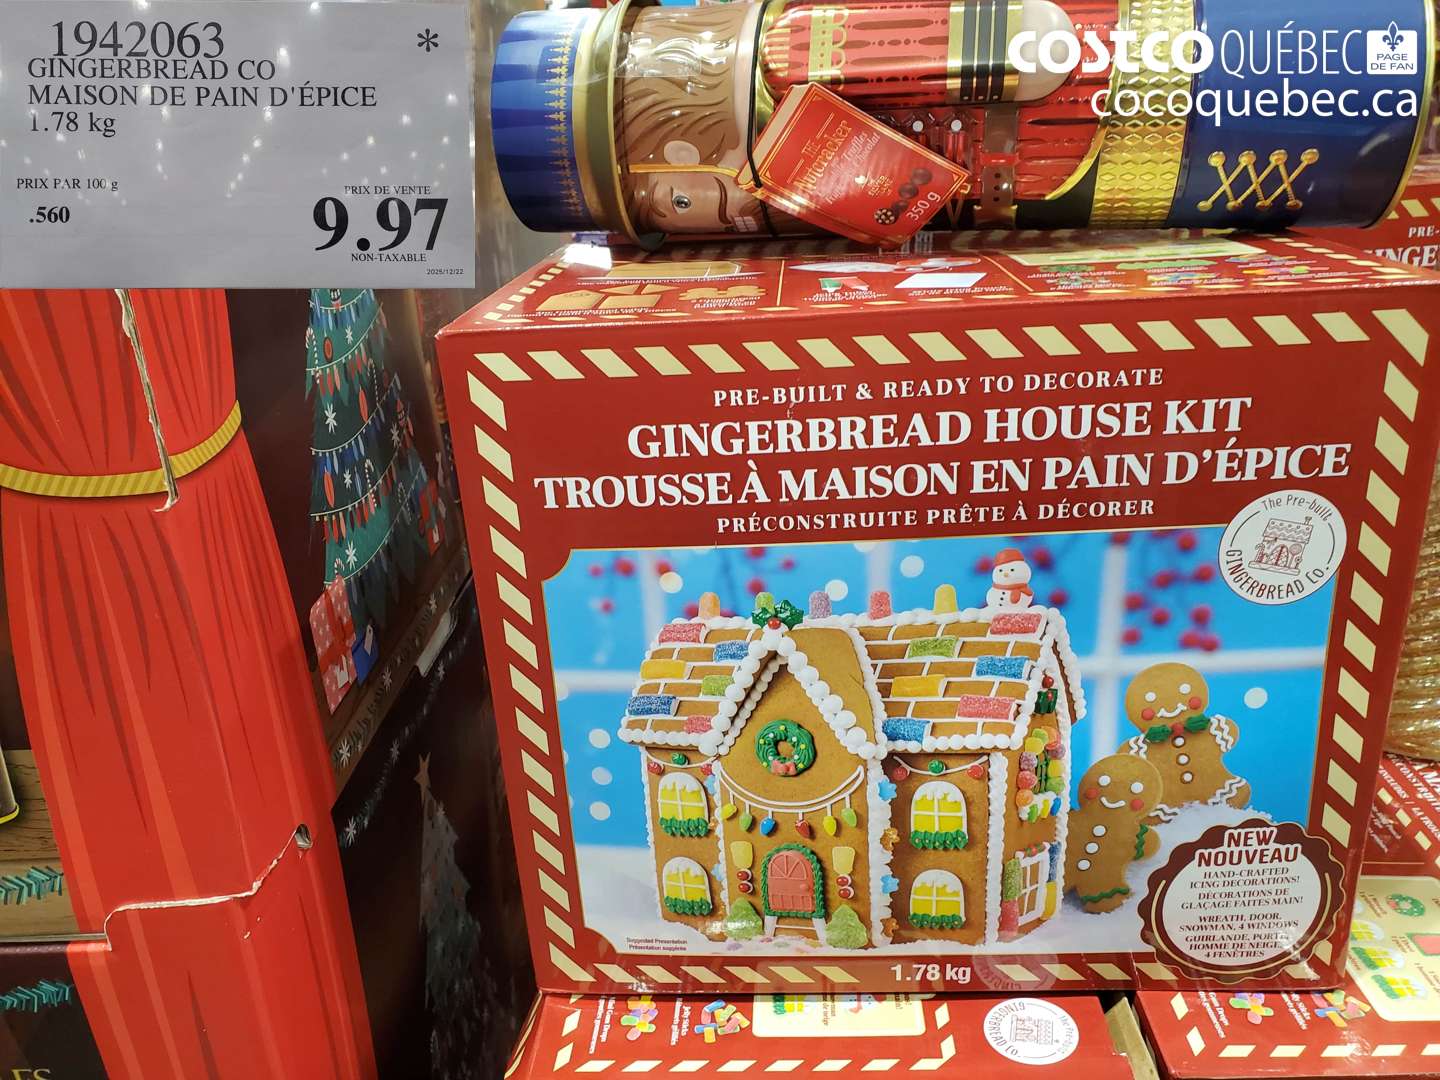 1942063
*
GINGERBREAD CO
MAISON DE PAIN D'ÉPICE
1.78 kg
PRIX PAR 100 g
.560
PRIX DE VENTE
9.97
NON-TAXABLE
2025/12/22
COSTCO QUÉBEC
PAGE
DE FAN
cocoquebec.ca
THE
Nutcracker
350 g
PRE-BUILT & READY TO DECORATE
GINGERBREAD HOUSE KIT
TROUSSE À MAISON EN PAIN D'ÉPICE
PRÉCONSTRUITE PRÊTE À DÉCORER
The Pre-built
GINGERBREAD CO.
NEW
NOUVEAU
HAND-CRAFTED
ICING DECORATIONS!
DÉCORATIONS DE
GLAÇAGE FAITES MAIN!
WREATH, DOOR,
SNOWMAN, 4 WINDOWS
GUIRLANDE, PORTE,
HOMME DE NEIGE,
4 FENÊTRES
Suggested Presentation
Présentation suggérée
1.78 kg
PRE-